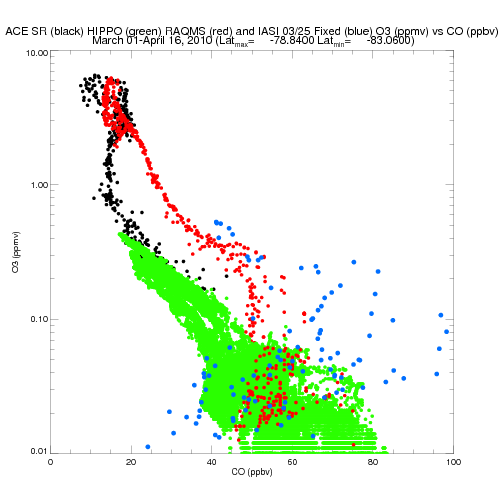 ACE SR (black) HIPPO (green) RAQMS (red) and IASI 03/25 Fixed (blue) O3 (ppmv) vs CO (ppbv)
March 01-April 16, 2010 (Latmax= -78.8400 Latmin= -83.0600)
10.00
1.00
0.10
0.01
O3 (ppmv)
0 20 40 60 80 100
CO (ppbv)